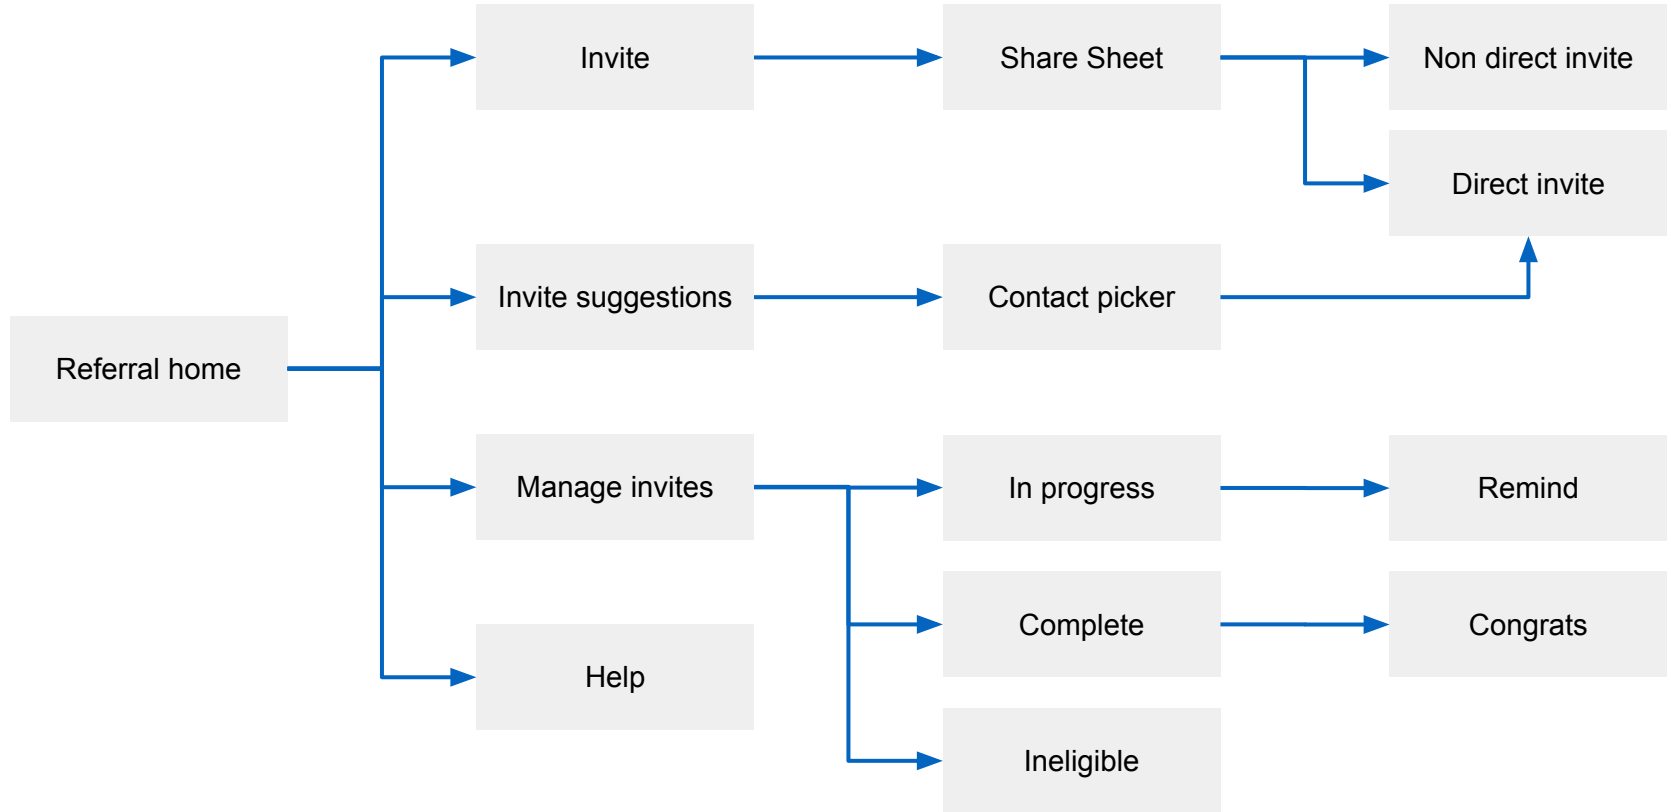 Invite
Share Sheet
Non direct invite
Direct invite
Invite suggestions
Contact picker
Referral home
Manage invites
In progress
Remind
Complete
Congrats
Help
Ineligible